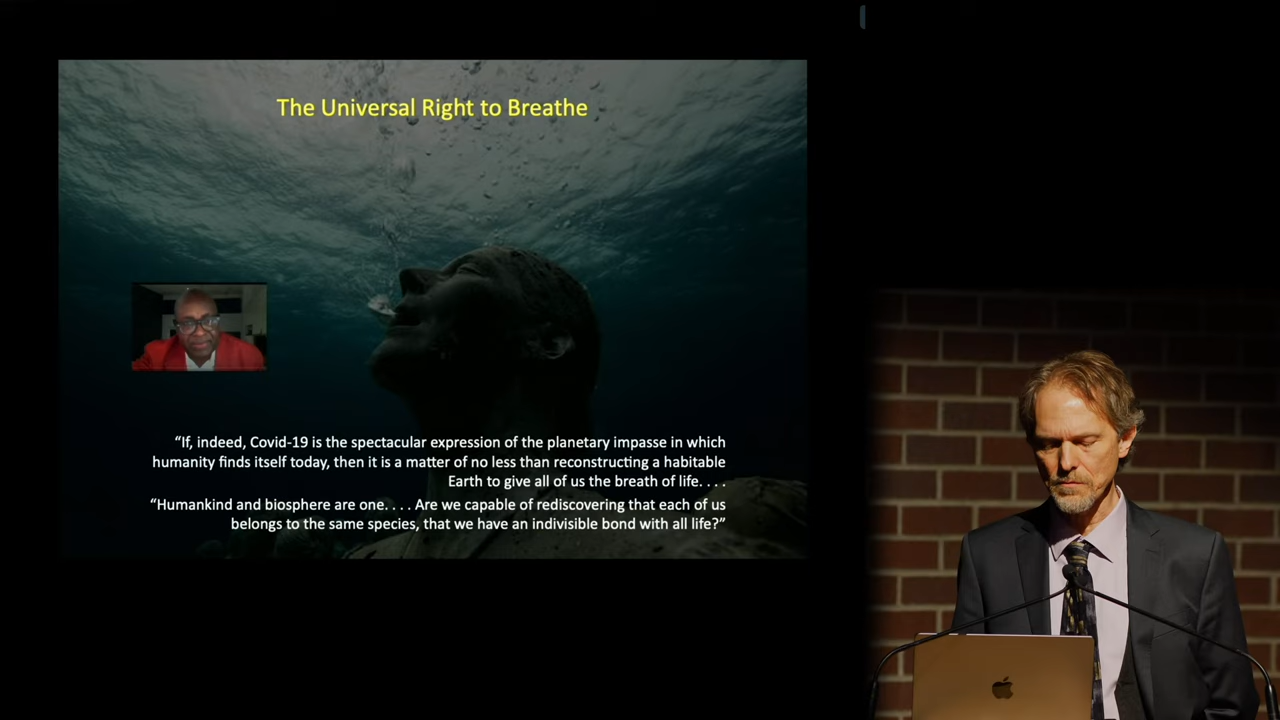 The Universal Right to Breathe
“If, indeed, Covid-19 is the spectacular expression of the planetary impasse in which
humanity finds itself today, then it is a matter of no less than reconstructing a habitable
Earth to give all of us the breath of life. . . .
“Humankind and biosphere are one. . . . Are we capable of rediscovering that each of us
belongs to the same species, that we have an indivisible bond with all life?”